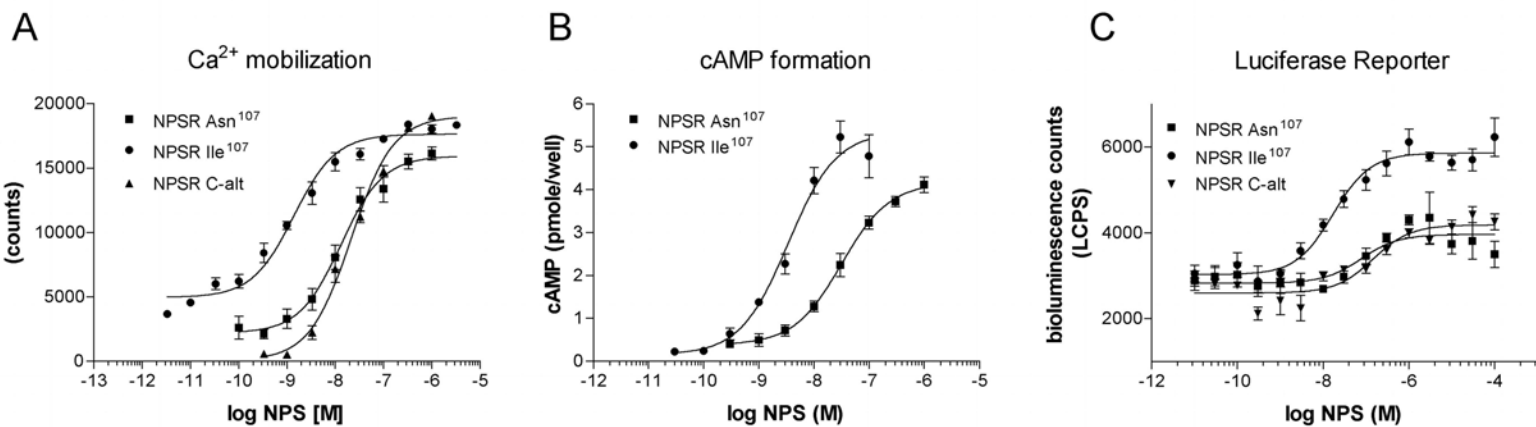 A
Ca²⁺ mobilization
(counts)
20000
15000
10000
5000
0
NPSR Asn¹⁰⁷
NPSR Ile¹⁰⁷
NPSR C-alt
-13 -12 -11 -10 -9 -8 -7 -6 -5
log NPS [M]
B
cAMP formation
cAMP (pmole/well)
6
5
4
3
2
1
0
NPSR Asn¹⁰⁷
NPSR Ile¹⁰⁷
-12 -11 -10 -9 -8 -7 -6 -5
log NPS (M)
C
Luciferase Reporter
bioluminescence counts
(LCPS)
6000
4000
2000
NPSR Asn¹⁰⁷
NPSR Ile¹⁰⁷
NPSR C-alt
-12 -10 -8 -6 -4
log NPS (M)